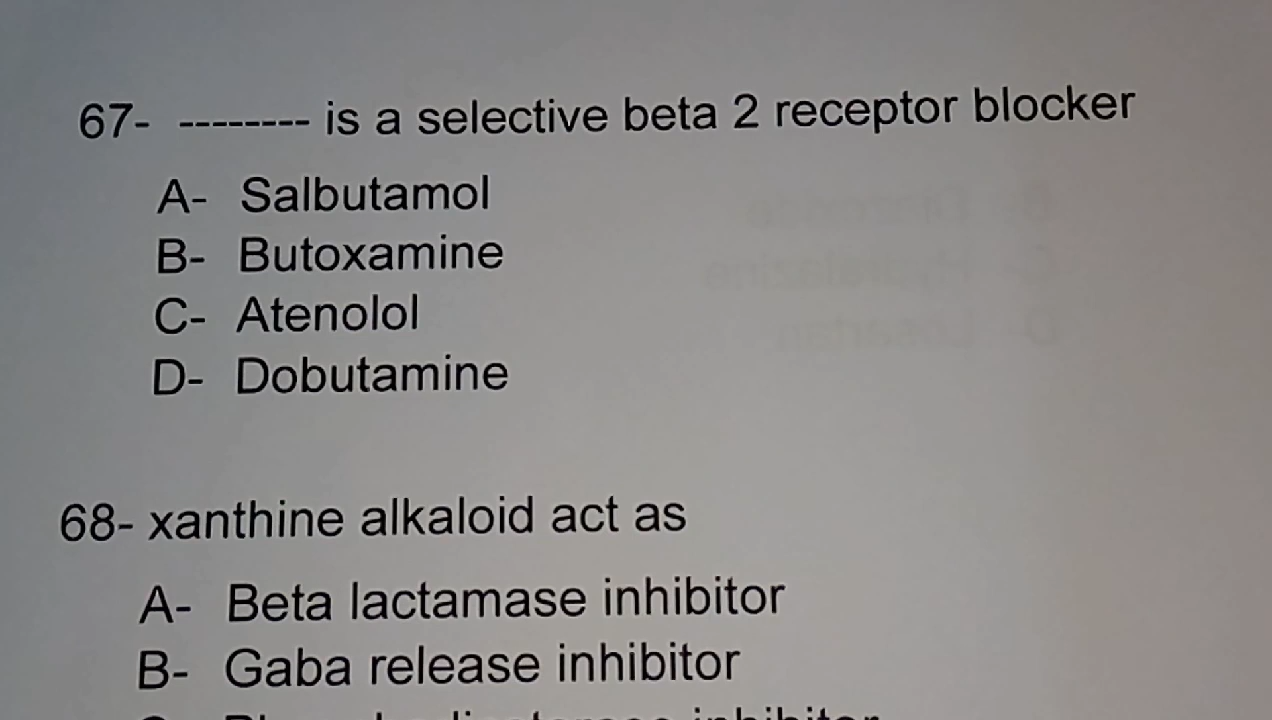 67- -------- is a selective beta 2 receptor blocker
A- Salbutamol
B- Butoxamine
C- Atenolol
D- Dobutamine
68- xanthine alkaloid act as
A- Beta lactamase inhibitor
B- Gaba release inhibitor
inhibitor